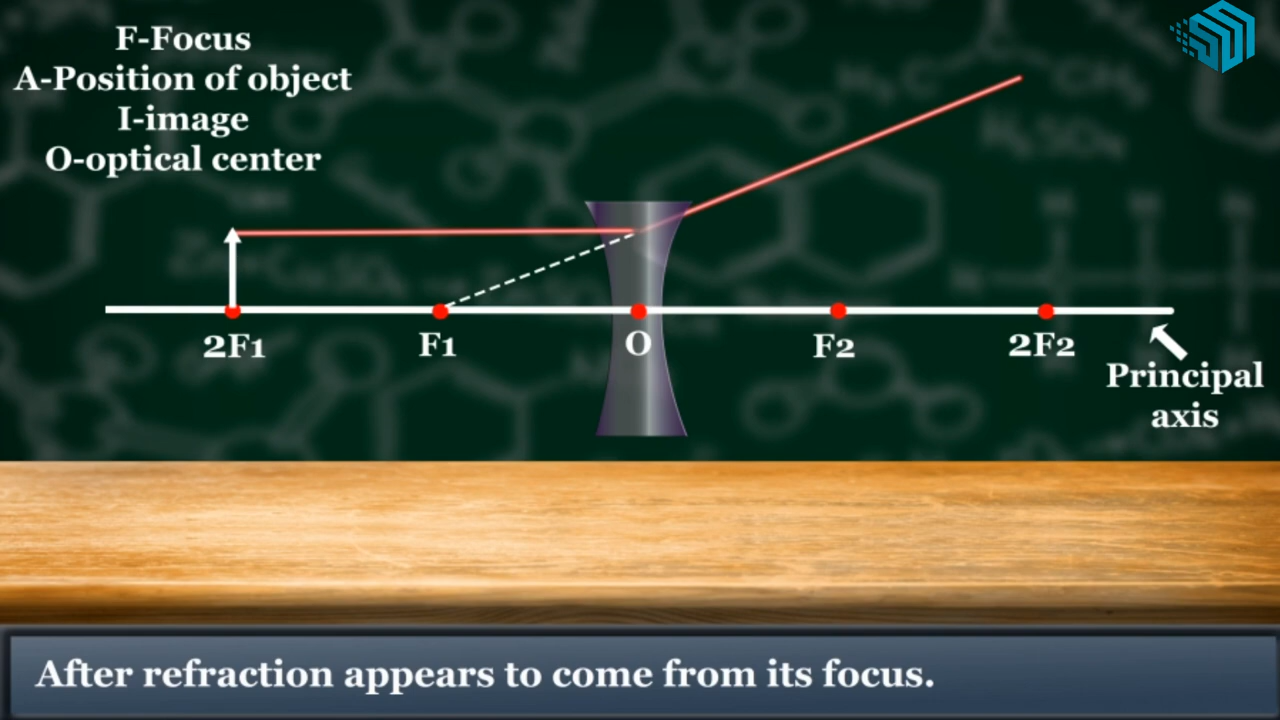 F-Focus
A-Position of object
I-image
O-optical center
2F1
F1
O
F2
2F2
Principal
axis
After refraction appears to come from its focus.